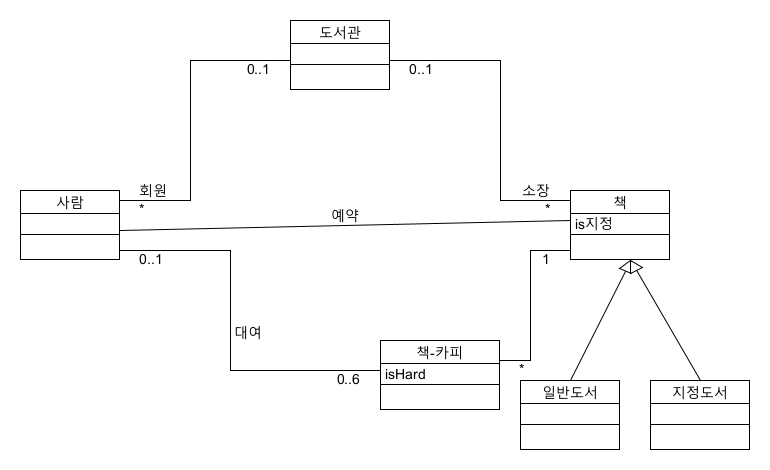 도서관
0..1
0..1
회원
*
소장
*
사람
책
is지정
예약
0..1
1
대여
책-카피
isHard
0..6
*
일반도서
지정도서